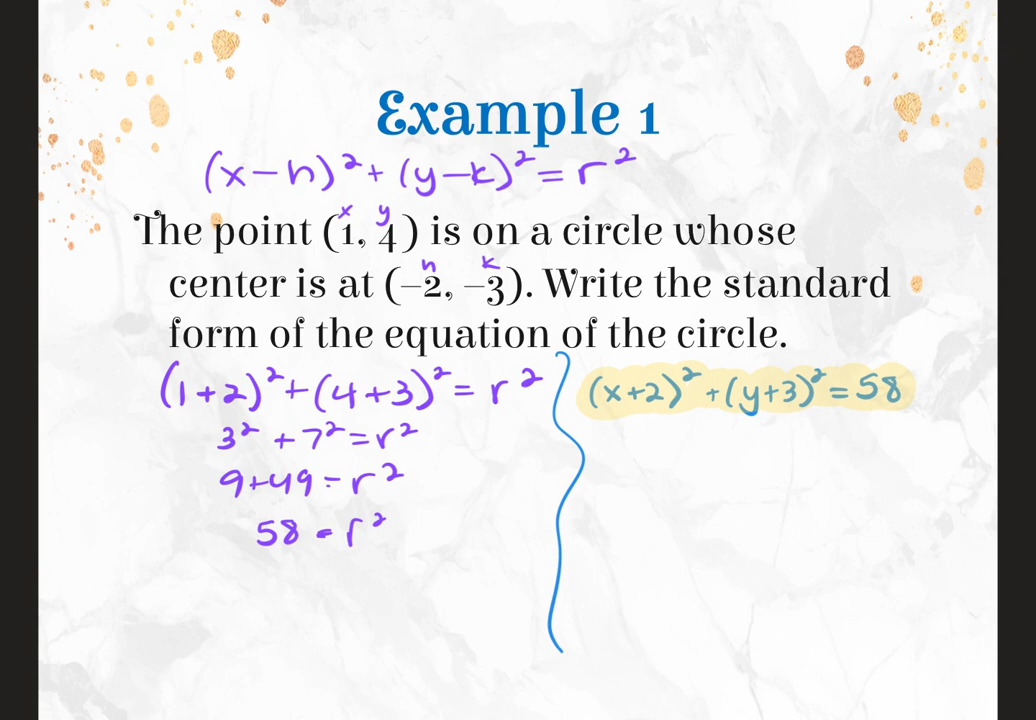 Example 1
(x-h)²+(y-k)²=r²
x y
The point (1, 4) is on a circle whose
h k
center is at (–2, –3). Write the standard
form of the equation of the circle.
(1+2)²+(4+3)²=r²
3²+7²=r²
9+49=r²
58=r²
(x+2)²+(y+3)²=58